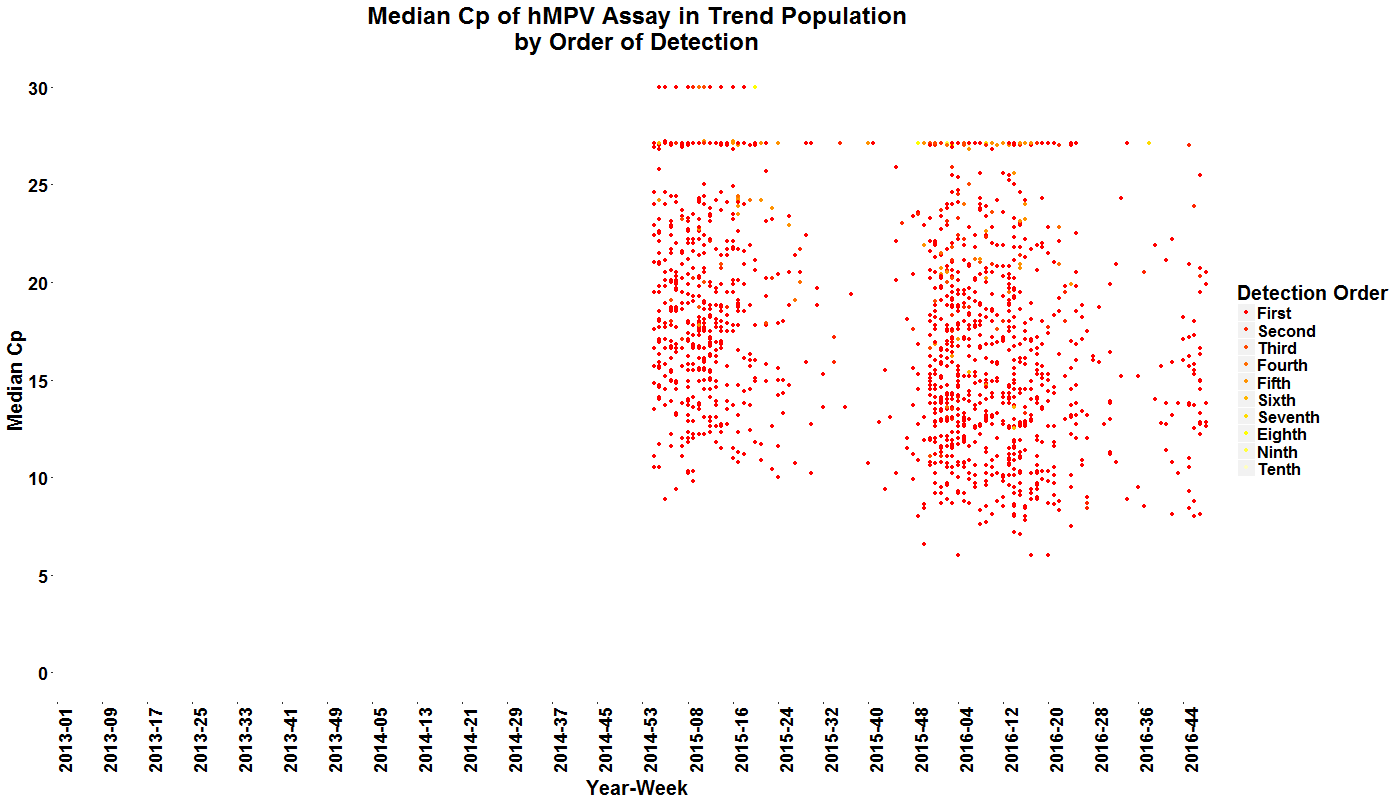 Median Cp of hMPV Assay in Trend Population
by Order of Detection
Median Cp
30
25
20
15
10
5
0
2013-01
2013-09
2013-17
2013-25
2013-33
2013-41
2013-49
2014-05
2014-13
2014-21
2014-29
2014-37
2014-45
2014-53
2015-08
2015-16
2015-24
2015-32
2015-40
2015-48
2016-04
2016-12
2016-20
2016-28
2016-36
2016-44
Year-Week
Detection Order
First
Second
Third
Fourth
Fifth
Sixth
Seventh
Eighth
Ninth
Tenth